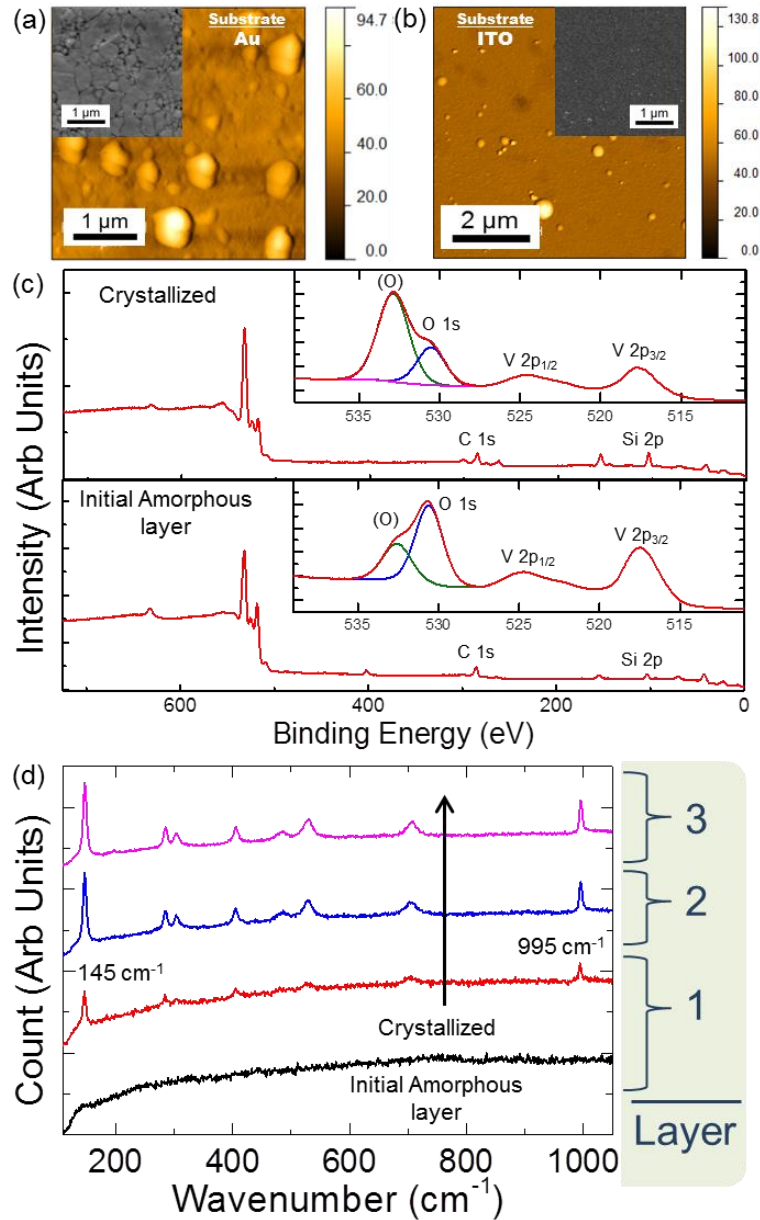 (a)
Substrate
Au
1 µm
1 µm
94.7
80.0
60.0
40.0
20.0
0.0
(b)
Substrate
ITO
1 µm
2 µm
130.8
100.0
80.0
60.0
40.0
20.0
0.0
(c)
Crystallized
(O)
O 1s
V 2p1/2
V 2p3/2
535 530 525 520 515
C 1s
Si 2p
Initial Amorphous
layer
(O)
O 1s
V 2p1/2
V 2p3/2
535 530 525 520 515
C 1s
Si 2p
Intensity (Arb Units)
600 400 200 0
Binding Energy (eV)
(d)
145 cm-1
995 cm-1
Crystallized
Initial Amorphous
layer
Count (Arb Units)
200 400 600 800 1000
Wavenumber (cm-1)
3
2
1
Layer